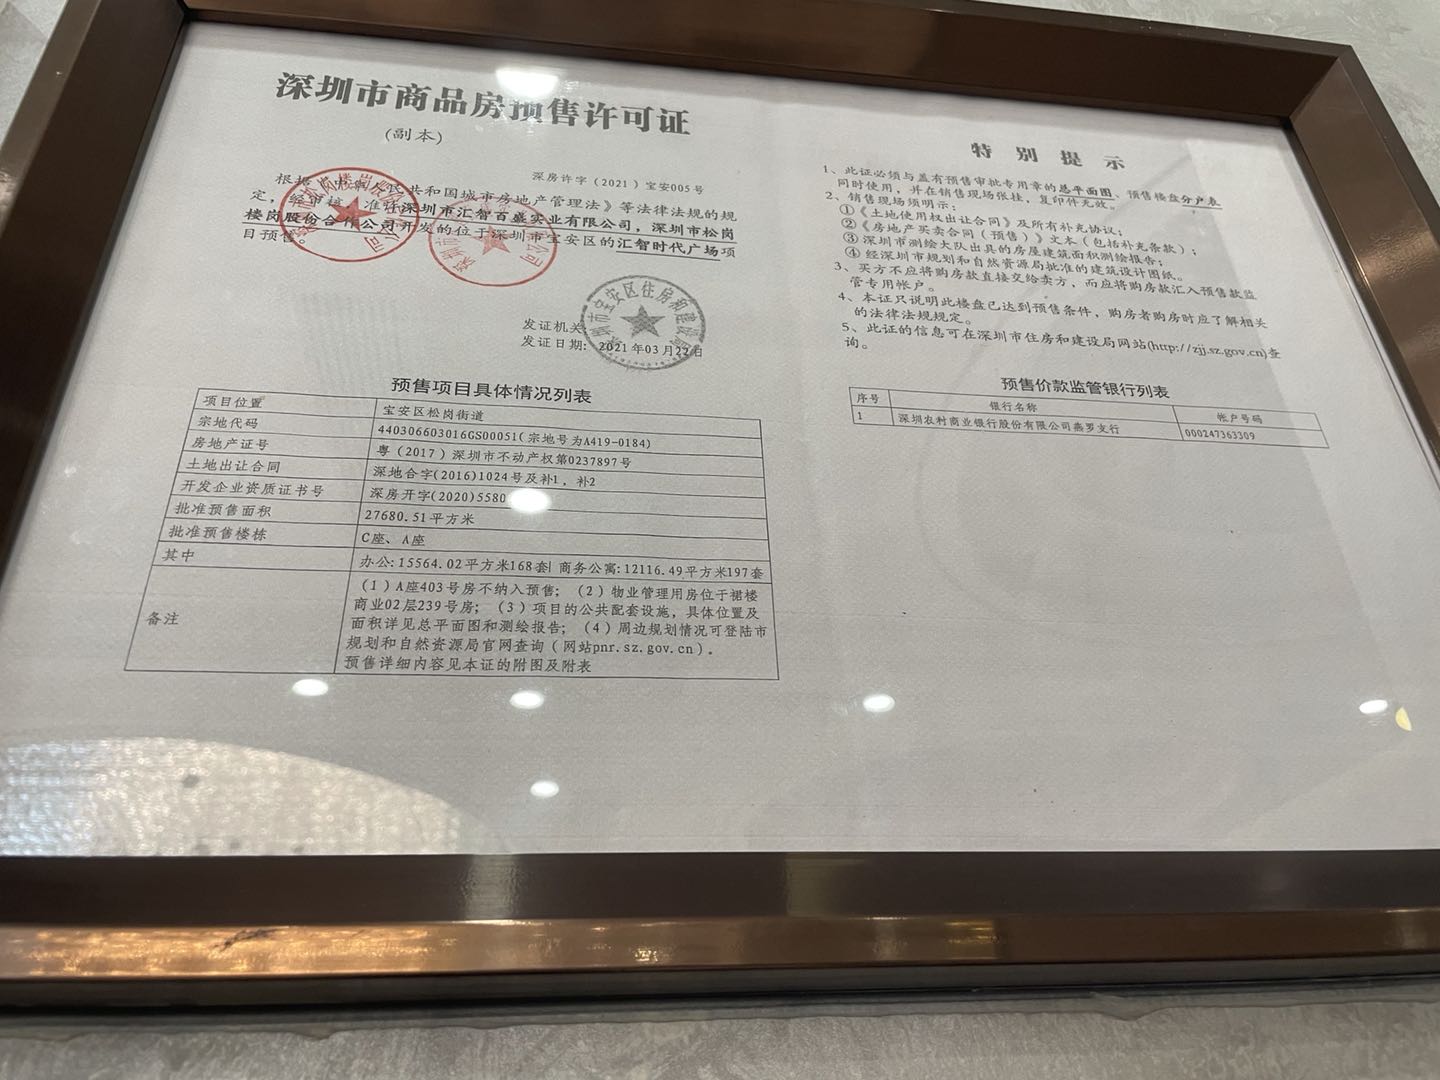 深圳市商品房预售许可证
(副本)
深房许字（2021）宝安005号
根据《中华人民共和国城市房地产管理法》等法律法规的规
定，经审核，准许深圳市汇智百盛实业有限公司，深圳市松岗
楼岗股份合作公司开发的位于深圳市宝安区的汇智时代广场项
目预售。
发证机关：
发证日期：2021年03月22日
预售项目具体情况列表
项目位置 宝安区松岗街道
宗地代码 440306603016GS00051(宗地号为A419-0184)
房地产证号 粤（2017）深圳市不动产权第0237897号
土地出让合同 深地合字(2016)1024号及补1，补2
开发企业资质证书号 深房开字(2020)5580
批准预售面积 27680.51平方米
批准预售楼栋 C座、A座
其中 办公:15564.02平方米168套| 商务公寓:12116.49平方米197套
备注 （1）A座403号房不纳入预售；（2）物业管理用房位于裙楼
商业02层239号房；（3）项目的公共配套设施，具体位置及
面积详见总平面图和测绘报告；（4）周边规划情况可登陆市
规划和自然资源局官网查询（网站pnr.sz.gov.cn）。
预售详细内容见本证的附图及附表
特别提示
1、此证必须与盖有预售审批专用章的总平面图、预售楼盘分户表
同时使用，并在销售现场张挂，复印件无效。
2、销售现场须明示：
①《土地使用权出让合同》及所有补充协议；
②《房地产买卖合同（预售）》文本（包括补充条款）；
③深圳市测绘大队出具的房屋建筑面积测绘报告；
④经深圳市规划和自然资源局批准的建筑设计图纸。
3、买方不应将购房款直接交给卖方，而应将购房款汇入预售款监
管专用帐户。
4、本证只说明此楼盘已达到预售条件，购房者购房时应了解相关
的法律法规规定。
5、此证的信息可在深圳市住房和建设局网站(http://zjj.sz.gov.cn)查
询。
预售价款监管银行列表
序号 银行名称 帐户号码
1 深圳农村商业银行股份有限公司燕罗支行 000247363309